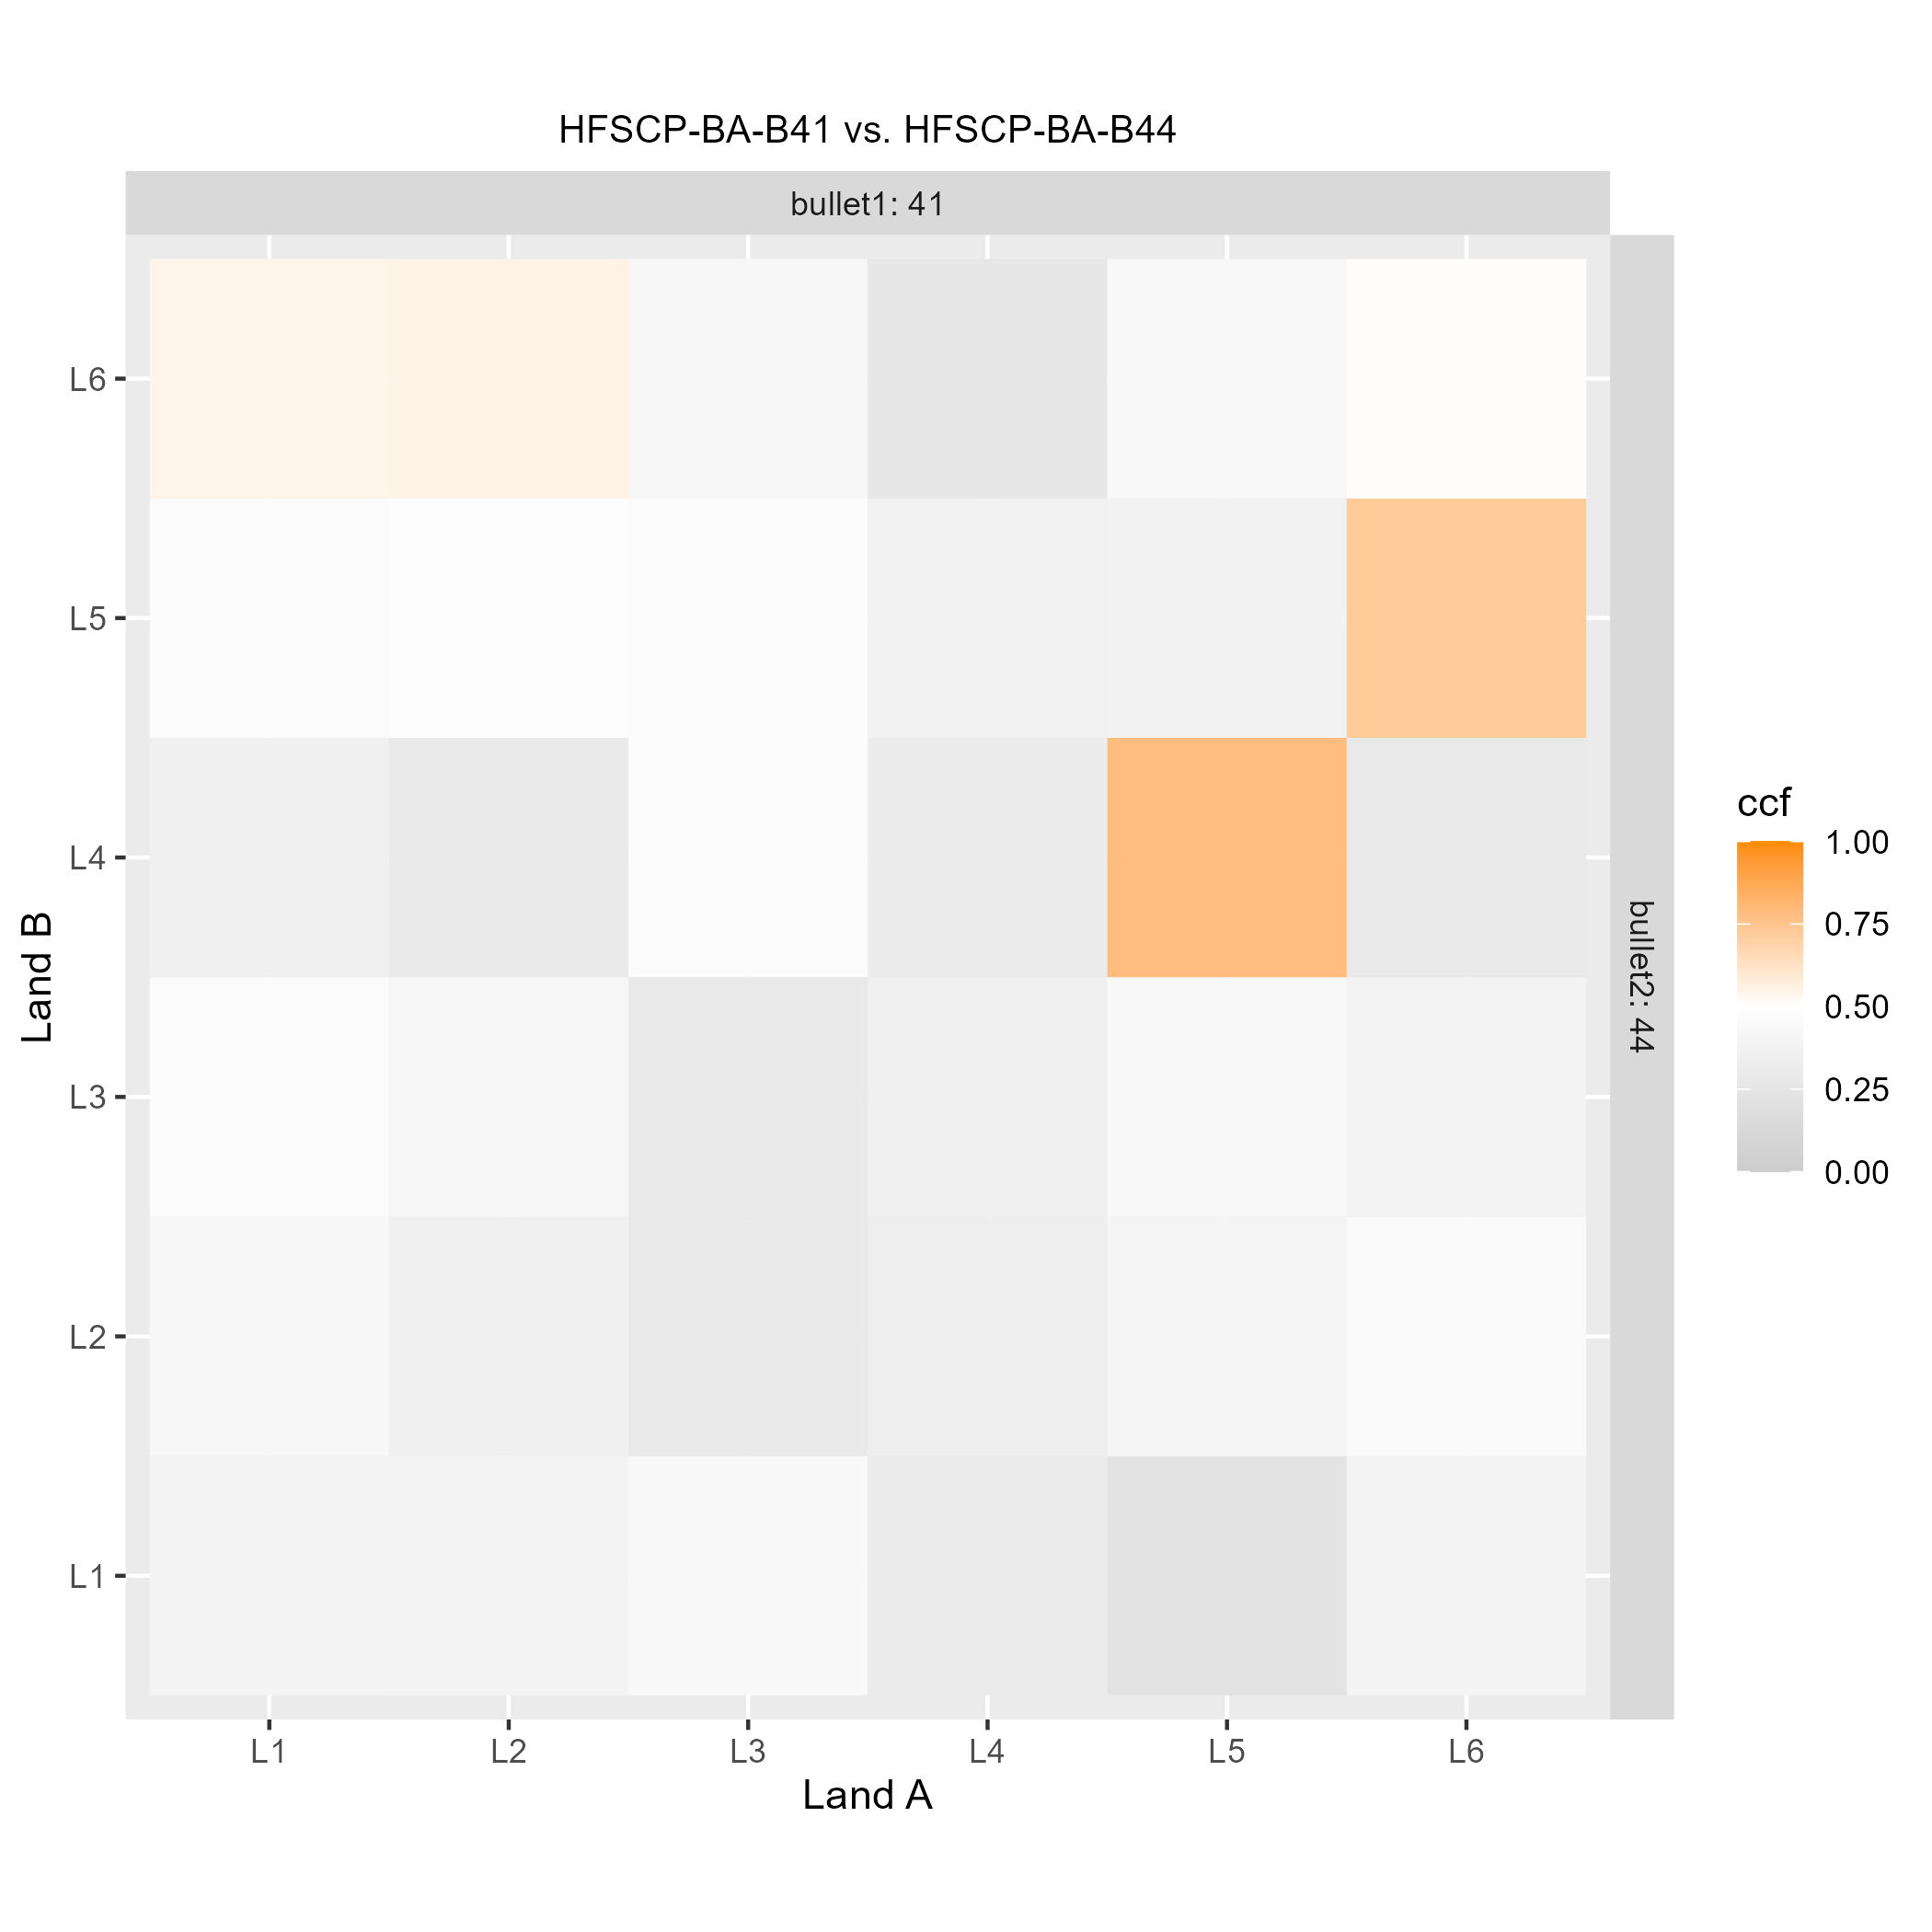 HFSCP-BA-B41 vs. HFSCP-BA-B44
bullet1: 41
L6
L5
L4
L3
L2
L1
Land B
bullet2: 44
ccf
1.00
0.75
0.50
0.25
0.00
L1 L2 L3 L4 L5 L6
Land A